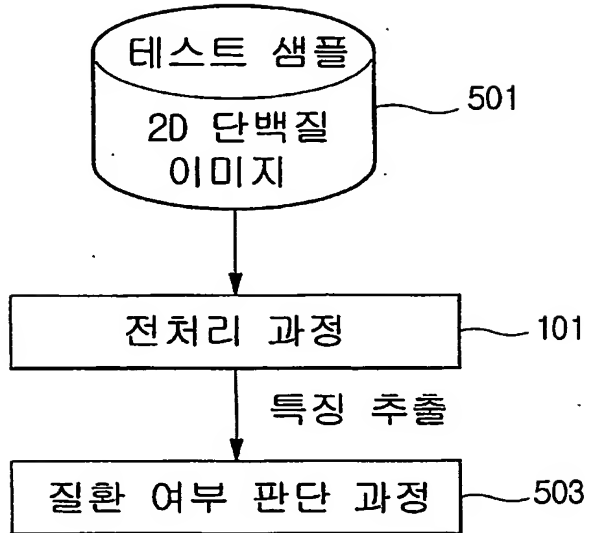 테스트 샘플
2D 단백질
이미지
501
전처리 과정
101
특징 추출
질환 여부 판단 과정
503